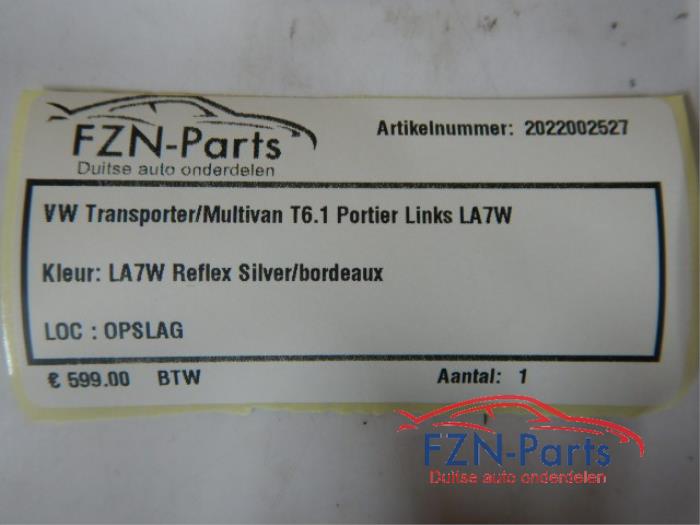 FZN-Parts
Duitse auto onderdelen
Artikelnummer: 2022002527
VW Transporter/Multivan T6.1 Portier Links LA7W
Kleur: LA7W Reflex Silver/bordeaux
LOC : OPSLAG
€ 599.00 BTW Aantal: 1
FZN-Parts
Duitse auto onderdelen